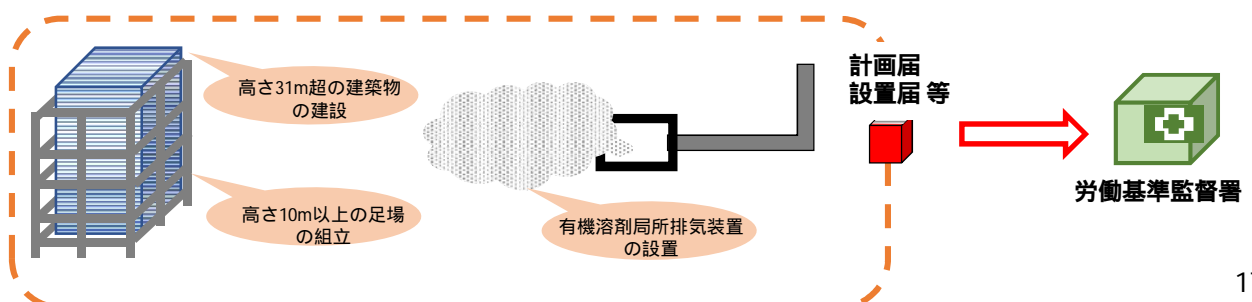 高さ31m超の建築物
の建設
高さ10m以上の足場
の組立
有機溶剤局所排気装置
の設置
計画届
設置届 等
労働基準監督署